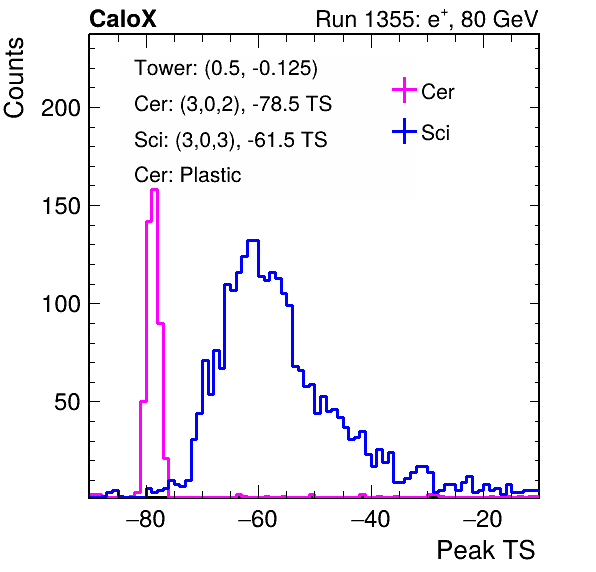 CaloX Run 1355: e⁺, 80 GeV
Counts
Tower: (0.5, -0.125)
Cer: (3,0,2), -78.5 TS
Sci: (3,0,3), -61.5 TS
Cer: Plastic
Cer
Sci
200
150
100
50
−80 −60 −40 −20
Peak TS